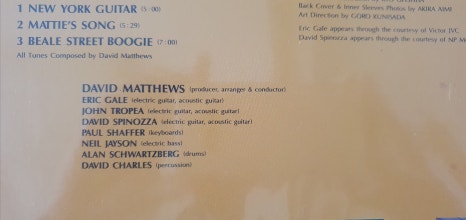 1 NEW YORK GUITAR (5:00)
2 MATTIE'S SONG (5:29)
3 BEALE STREET BOOGIE (7:00)
All Tunes Composed by David Matthews
Back Cover & Inner Sleeves Photos by AKIRA AIMI
Art Direction by GORO KUNISADA
Eric Gale appears through the courtesy of Victor JVC
David Spinozza appears through the courtesy of NP M
DAVID MATTHEWS (producer, arranger & conductor)
ERIC GALE (electric guitar, acoustic guitar)
JOHN TROPEA (electric guitar, acoustic guitar)
DAVID SPINOZZA (electric guitar, acoustic guitar)
PAUL SHAFFER (keyboards)
NEIL JAYSON (electric bass)
ALAN SCHWARTZBERG (drums)
DAVID CHARLES (percussion)